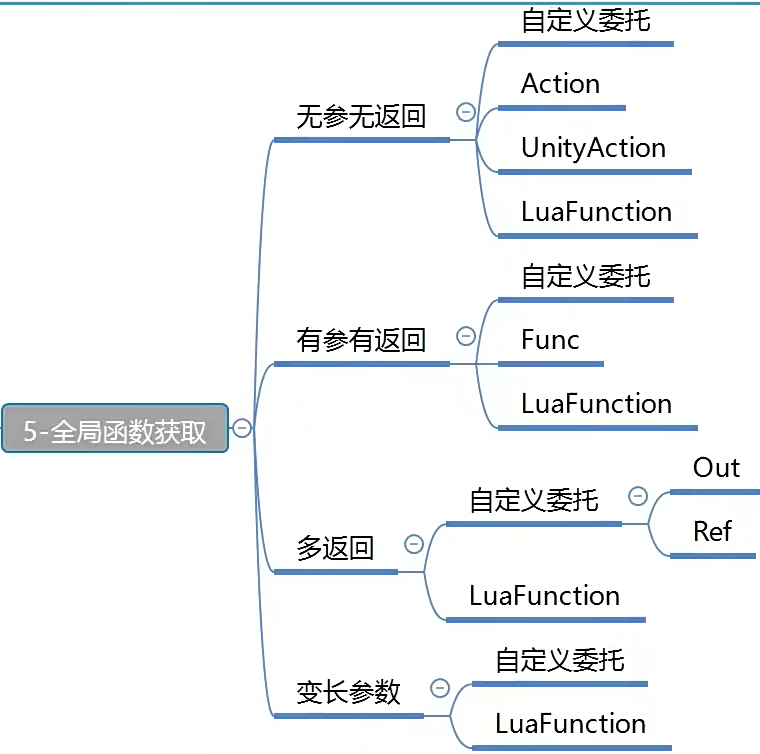 5-全局函数获取
无参无返回
自定义委托
Action
UnityAction
LuaFunction
有参有返回
自定义委托
Func
LuaFunction
多返回
自定义委托
Out
Ref
LuaFunction
变长参数
自定义委托
LuaFunction